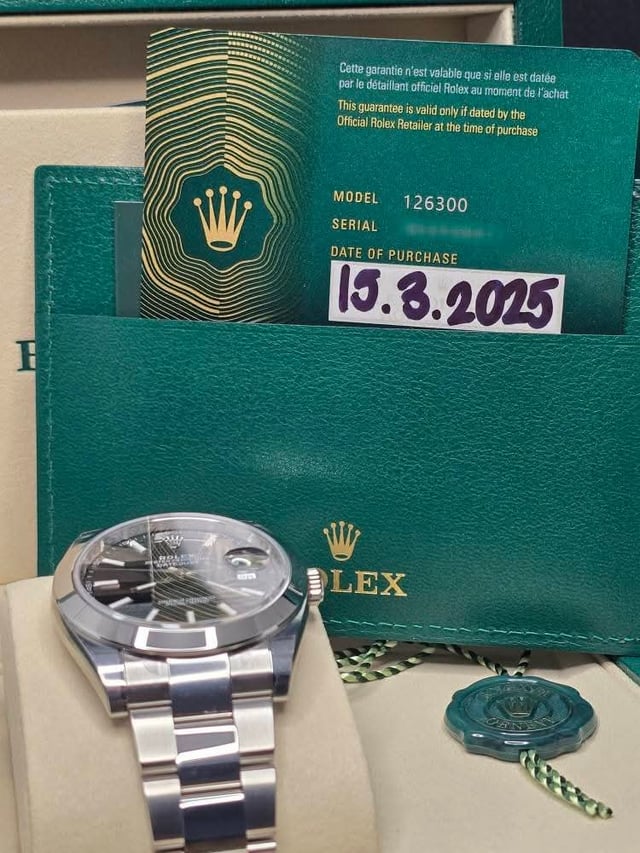 Cette garantie n'est valable que si elle est datée
par le détaillant officiel Rolex au moment de l'achat
This guarantee is valid only if dated by the
Official Rolex Retailer at the time of purchase
MODEL 126300
SERIAL
DATE OF PURCHASE
15.3.2025
OLEX
ROLEX
DATEJUST